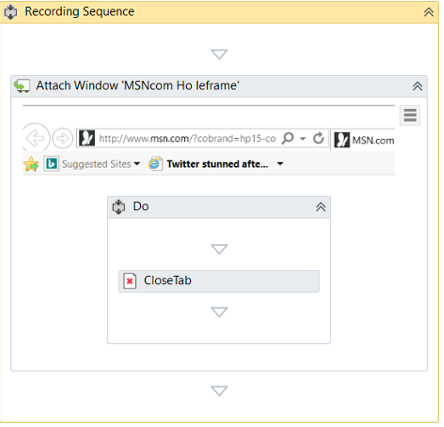 Recording Sequence
Attach Window 'MSNcom Ho Ieframe'
http://www.msn.com/?cobrand=hp15-co
MSN.com
Suggested Sites
Twitter stunned afte...
Do
CloseTab